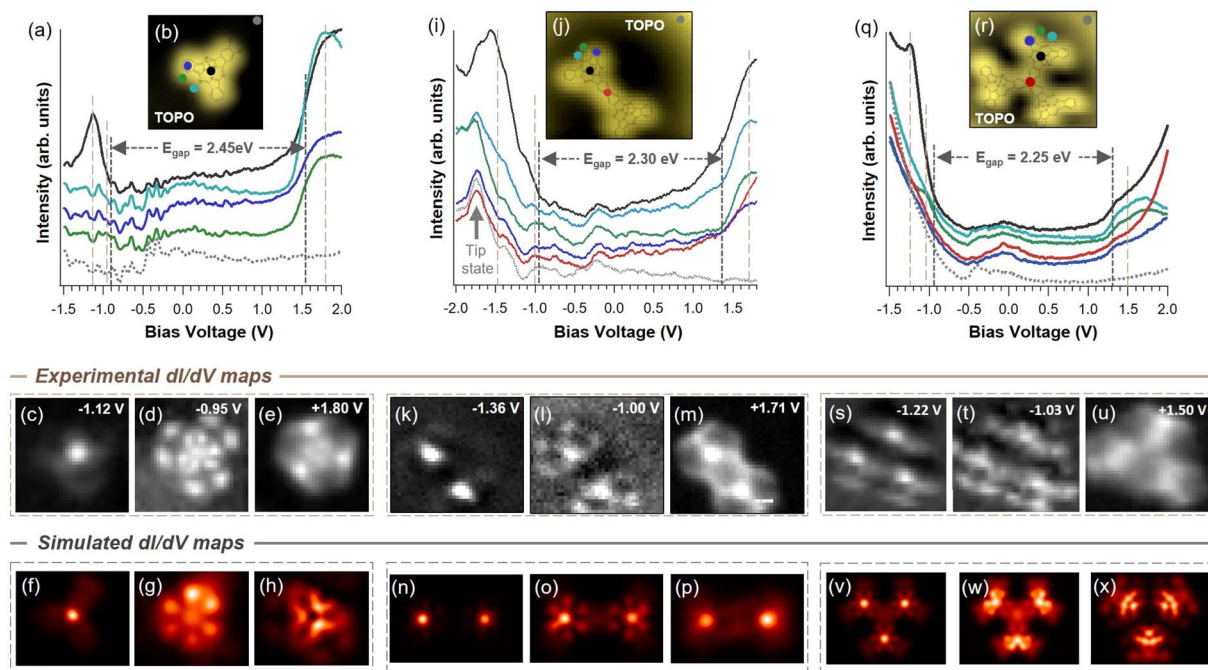 (a)
Intensity (arb. units)
(b)
TOPO
E_gap = 2.45eV
-1.5 -1.0 -0.5 0.0 0.5 1.0 1.5 2.0
Bias Voltage (V)
(i)
Intensity (arb. units)
TOPO
(j)
E_gap = 2.30 eV
Tip
state
-2.0 -1.5 -1.0 -0.5 0.0 0.5 1.0 1.5
Bias Voltage (V)
(q)
Intensity (arb. units)
(r)
TOPO
E_gap = 2.25 eV
-1.5 -1.0 -0.5 0.0 0.5 1.0 1.5 2.0
Bias Voltage (V)
Experimental dI/dV maps
(c) -1.12 V
(d) -0.95 V
(e) +1.80 V
(k) -1.36 V
(l) -1.00 V
(m) +1.71 V
(s) -1.22 V
(t) -1.03 V
(u) +1.50 V
Simulated dI/dV maps
(f)
(g)
(h)
(n)
(o)
(p)
(v)
(w)
(x)